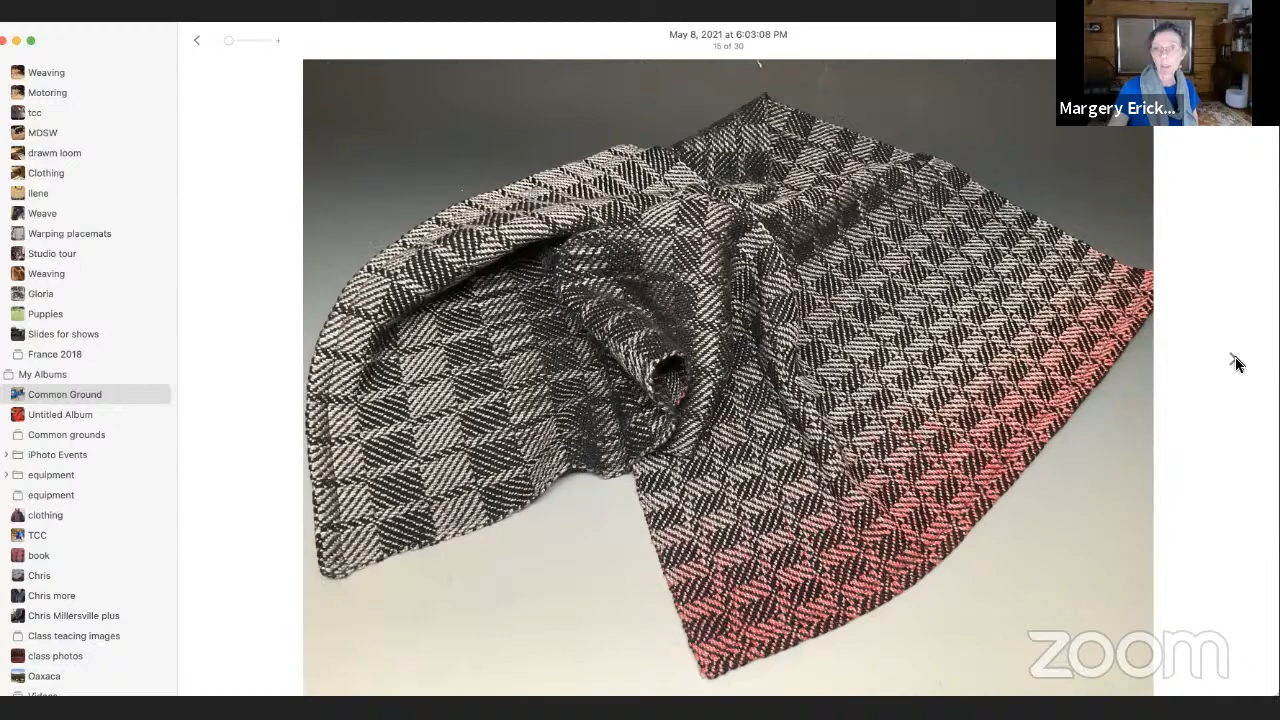 May 8, 2021 at 6:03:08 PM
15 of 30
Margery Erick...
Weaving
Motoring
tcc
MDSW
drawm loom
Clothing
Ilene
Weave
Warping placemats
Studio tour
Weaving
Gloria
Puppies
Slides for shows
France 2018
My Albums
Common Ground
Untitled Album
Common grounds
iPhoto Events
equipment
equipment
clothing
TCC
book
Chris
Chris more
Chris Millersville plus
Class teacing images
class photos
Oaxaca
zoom